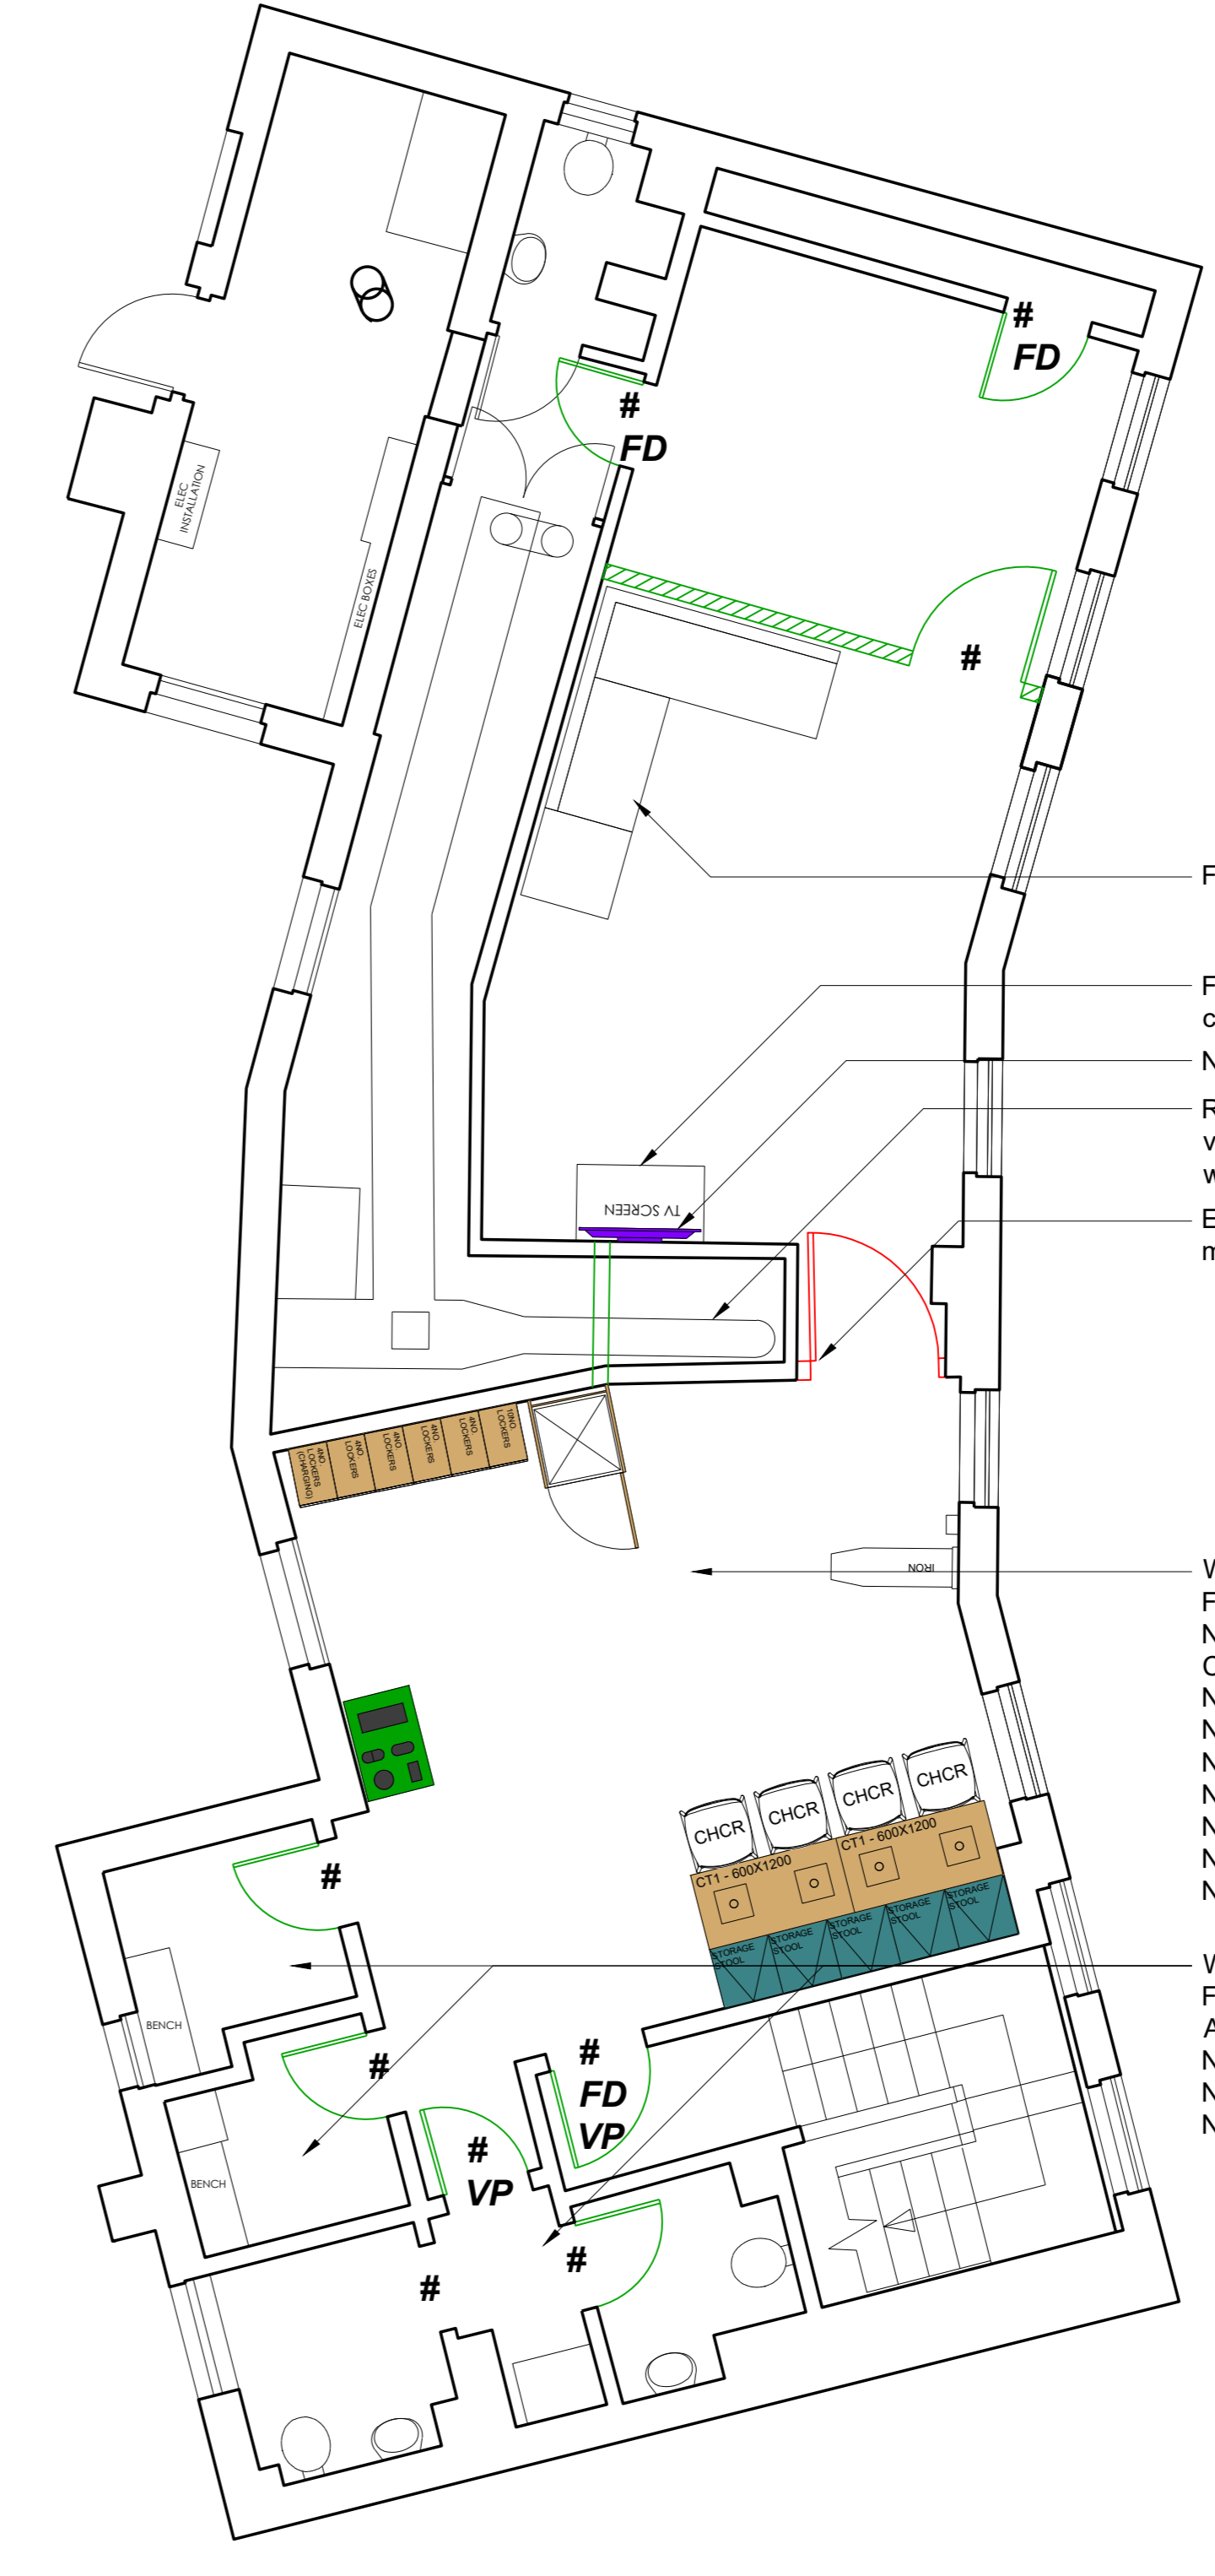 #
FD
#
FD
ELEC
INSTALLATION
ELEC BOXES
#
F
F
c
N
R
v
w
E
m
TV SCREEN
4NO.
LOCKERS
(CHARGING)
4NO.
LOCKERS
4NO.
LOCKERS
4NO.
LOCKERS
4NO.
LOCKERS
10NO.
LOCKERS
IRON
W
F
N
C
N
N
N
N
N
N
N
CHCR
CHCR
CHCR
CHCR
CT1 - 600X1200
CT1 - 600X1200
STORAGE
STOOL
STORAGE
STOOL
STORAGE
STOOL
STORAGE
STOOL
STORAGE
STOOL
#
W
F
A
N
N
N
BENCH
#
#
FD
VP
#
VP
BENCH
#
#